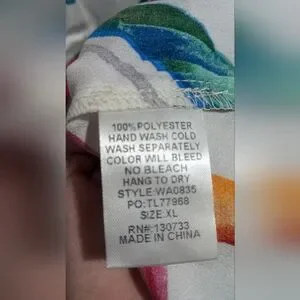 100% POLYESTER
HAND WASH COLD
WASH SEPARATELY
COLOR WILL BLEED
NO BLEACH
HANG TO DRY
STYLE:WA0835
PO:TL77968
SIZE:XL
RN#:130733
MADE IN CHINA